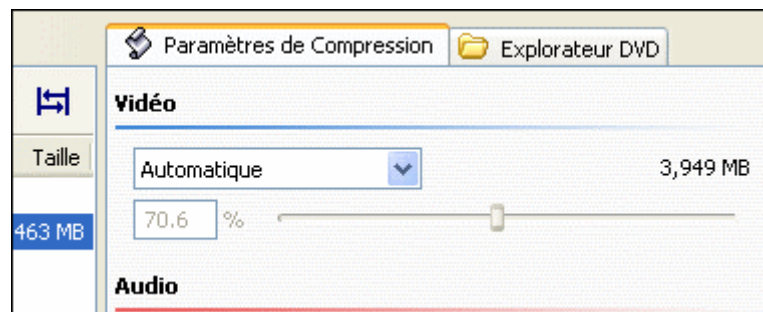 Paramètres de Compression Explorateur DVD
Vidéo
Taille
Automatique 3,949 MB
70.6 %
463 MB
Audio